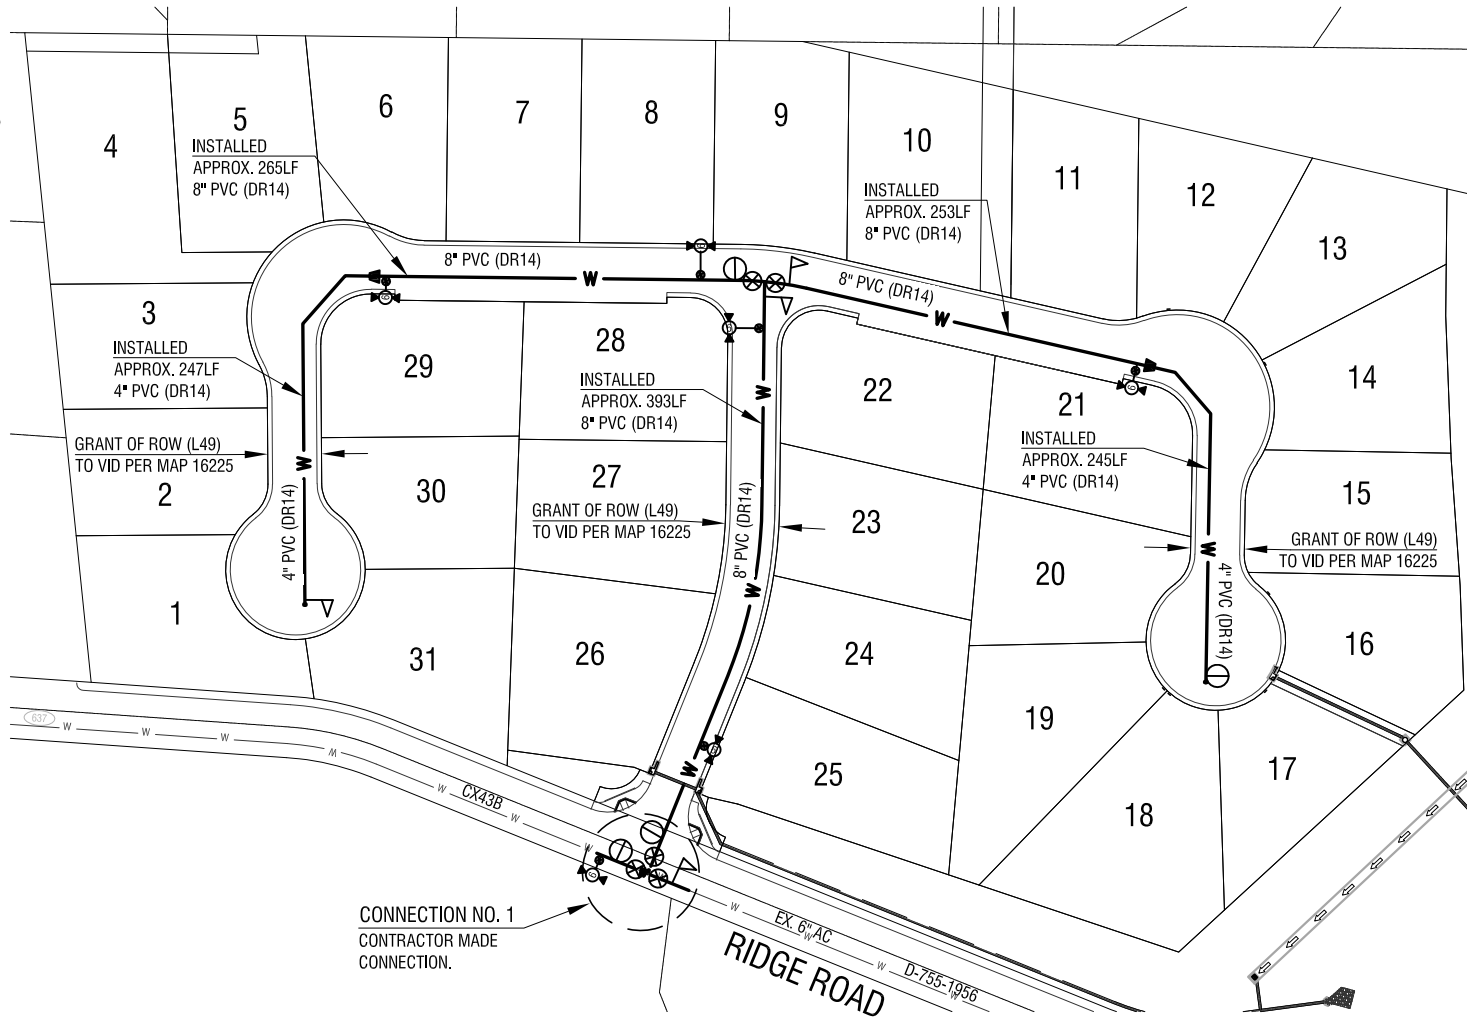 4
5
6
7
8
9
10
11
12
13
14
15
16
17
18
19
20
21
22
23
24
25
26
27
28
29
30
31
1
2
3
INSTALLED
APPROX. 265LF
8" PVC (DR14)
INSTALLED
APPROX. 253LF
8" PVC (DR14)
8" PVC (DR14)
W
8" PVC (DR14)
W
INSTALLED
APPROX. 247LF
4" PVC (DR14)
INSTALLED
APPROX. 393LF
8" PVC (DR14)
W
INSTALLED
APPROX. 245LF
4" PVC (DR14)
GRANT OF ROW (L49)
TO VID PER MAP 16225
W
4" PVC (DR14)
GRANT OF ROW (L49)
TO VID PER MAP 16225
8" PVC (DR14)
W
W
GRANT OF ROW (L49)
TO VID PER MAP 16225
W
4" PVC (DR14)
6
6
6
6
637
W
W
W
W
W
CX43B
W
W
CONNECTION NO. 1
CONTRACTOR MADE
CONNECTION.
W
EX. 6" AC
W
W
D-755-1956
W
RIDGE ROAD